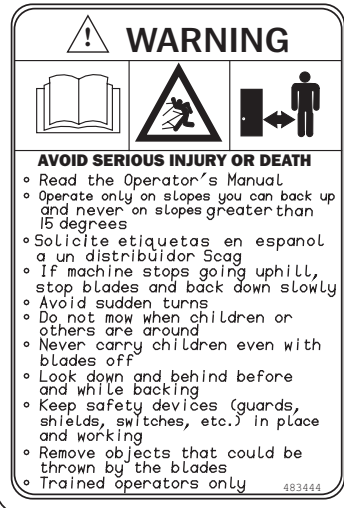 WARNING
AVOID SERIOUS INJURY OR DEATH
◦ Read the Operator's Manual
◦ Operate only on slopes you can back up
and never on slopes greater than
15 degrees
◦ Solicite etiquetas en espanol
a un distribuidor Scag
◦ If machine stops going uphill,
stop blades and back down slowly
◦ Avoid sudden turns
◦ Do not mow when children or
others are around
◦ Never carry children even with
blades off
◦ Look down and behind before
and while backing
◦ Keep safety devices (guards,
shields, switches, etc.) in place
and working
◦ Remove objects that could be
thrown by the blades
◦ Trained operators only 483444